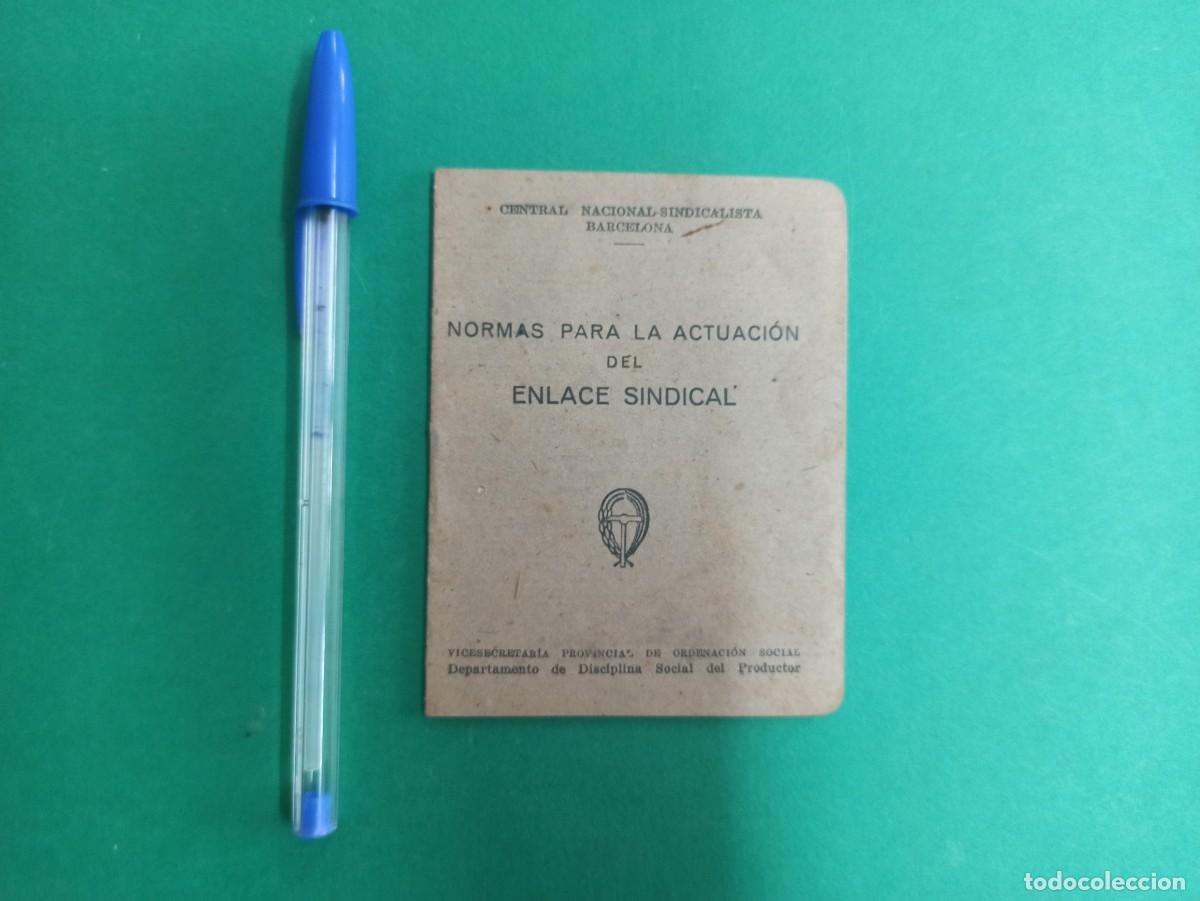 CENTRAL NACIONAL-SINDICALISTA
BARCELONA
NORMAS PARA LA ACTUACIÓN
DEL
ENLACE SINDICAL
VICESECRETARÍA PROVINCIAL DE ORDENACIÓN SOCIAL
Departamento de Disciplina Social del Productor
todocoleccion